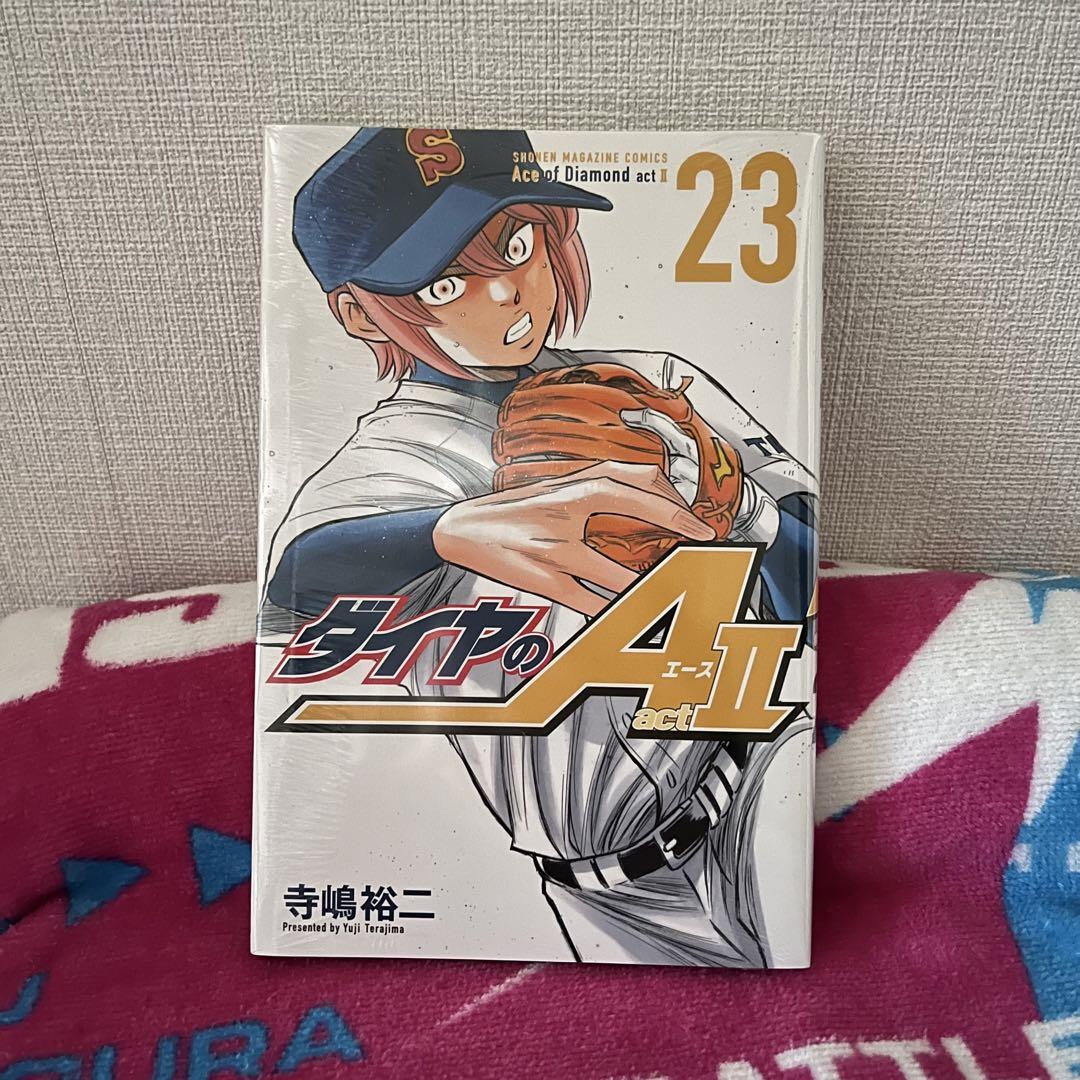 S
SHONEN MAGAZINE COMICS
Ace of Diamond act II
23
ダイヤの
A
エース
act II
寺嶋裕二
Presented by Yuji Terajima